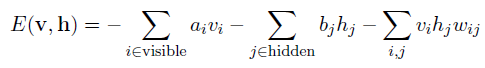 E(v, h) = − ∑_{i∈visible} a_i v_i − ∑_{j∈hidden} b_j h_j − ∑_{i,j} v_i h_j w_{ij}